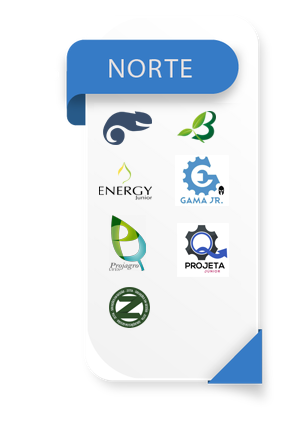 NORTE
B
ENERGY
Junior
G
GAMA JR.
Projagro
PROJETA
JUNIOR
Z